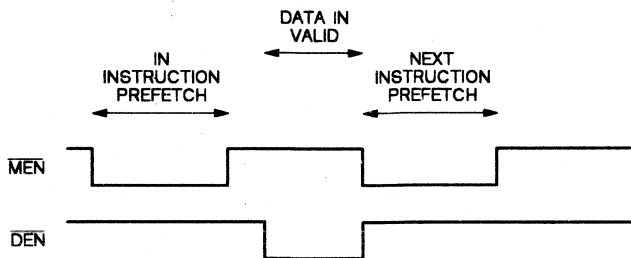 DATA IN
VALID
IN
INSTRUCTION
PREFETCH
NEXT
INSTRUCTION
PREFETCH
MEN
DEN